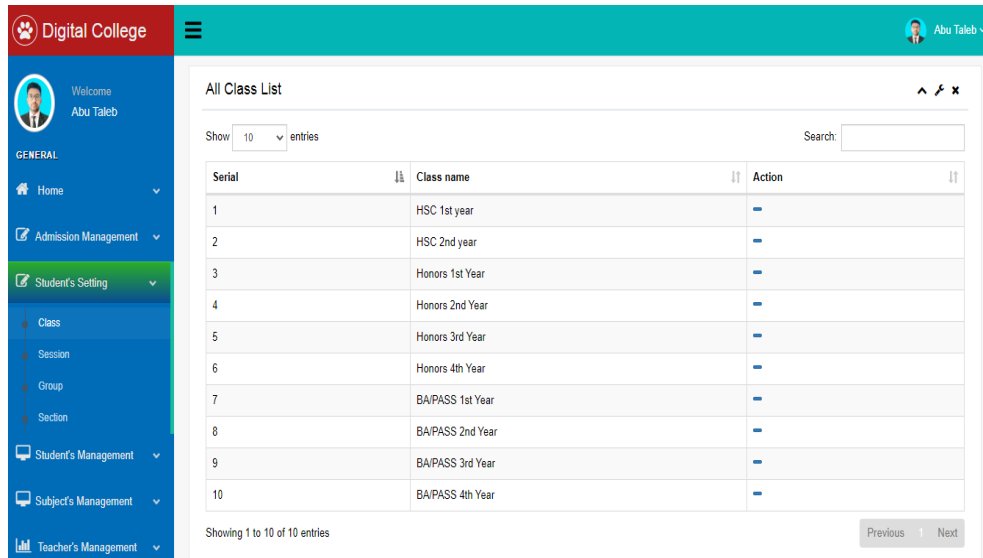 Digital College
Abu Taleb
Welcome
Abu Taleb
GENERAL
Home
Admission Management
Student's Setting
Class
Session
Group
Section
Student's Management
Subject's Management
Teacher's Management
All Class List
Show 10 entries
Search:
Serial Class name Action
1 HSC 1st year
2 HSC 2nd year
3 Honors 1st Year
4 Honors 2nd Year
5 Honors 3rd Year
6 Honors 4th Year
7 BA/PASS 1st Year
8 BA/PASS 2nd Year
9 BA/PASS 3rd Year
10 BA/PASS 4th Year
Showing 1 to 10 of 10 entries
Previous 1 Next